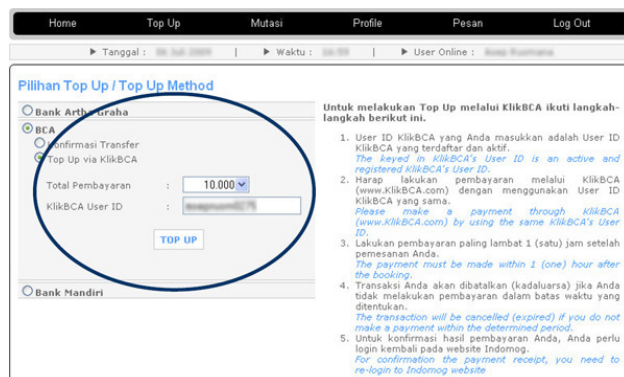 Home Top Up Mutasi Profile Pesan Log Out
Tanggal : | Waktu : | User Online :
Pilihan Top Up / Top Up Method
Bank Artha Graha
BCA
Konfirmasi Transfer
Top Up via KlikBCA
Total Pembayaran : 10.000
KlikBCA User ID :
TOP UP
Bank Mandiri
Untuk melakukan Top Up melalui KlikBCA ikuti langkah-
langkah berikut ini.
1. User ID KlikBCA yang Anda masukkan adalah User ID
KlikBCA yang terdaftar dan aktif.
The keyed in KlikBCA's User ID is an active and
registered KlikBCA's User ID.
2. Harap lakukan pembayaran melalui KlikBCA
(www.KlikBCA.com) dengan menggunakan User ID
KlikBCA yang sama.
Please make a payment through KlikBCA
(www.KlikBCA.com) by using the same KlikBCA's User
ID.
3. Lakukan pembayaran paling lambat 1 (satu) jam setelah
pemesanan Anda.
The payment must be made within 1 (one) hour after
the booking.
4. Transaksi Anda akan dibatalkan (kadaluarsa) jika Anda
tidak melakukan pembayaran dalam batas waktu yang
ditentukan.
The transaction will be cancelled (expired) if you do not
make a payment within the determined period.
5. Untuk konfirmasi hasil pembayaran Anda, Anda perlu
login kembali pada website Indomog.
For confirmation the payment receipt, you need to
re-login to Indomog website